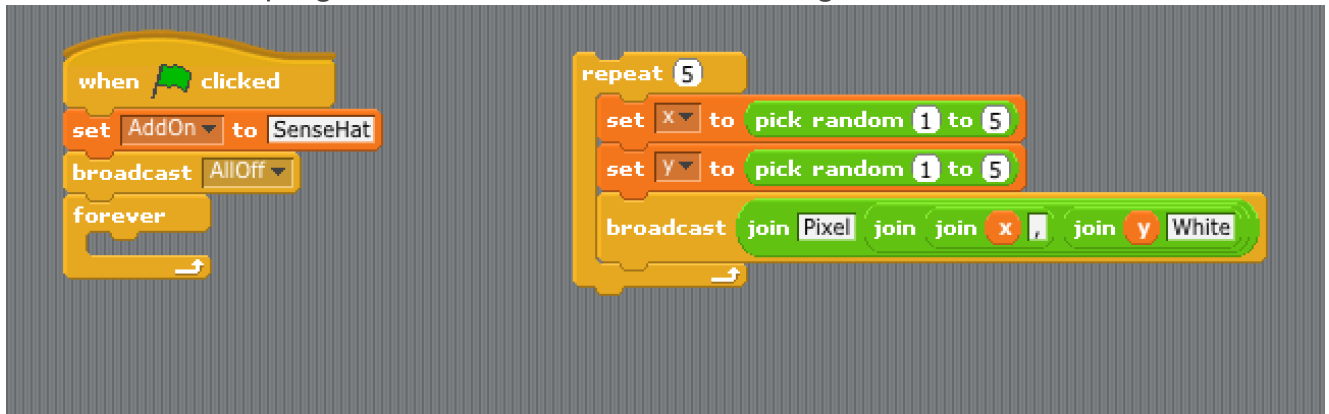 when clicked
set AddOn to SenseHat
broadcast AllOff
forever
repeat 5
set x to pick random 1 to 5
set y to pick random 1 to 5
broadcast join Pixel join join x , join y White